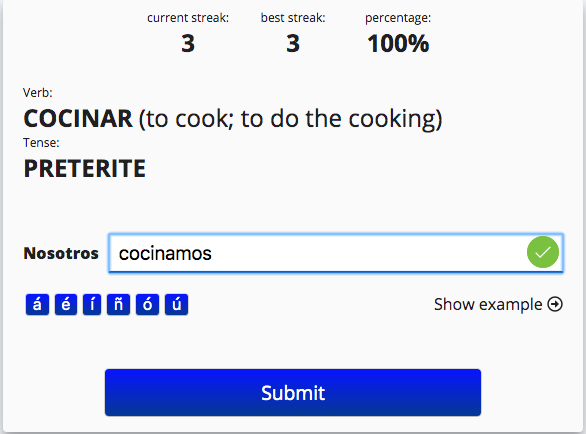 current streak: best streak: percentage:
3 3 100%
Verb:
COCINAR (to cook; to do the cooking)
Tense:
PRETERITE
Nosotros cocinamos
á é í ñ ó ú Show example
Submit